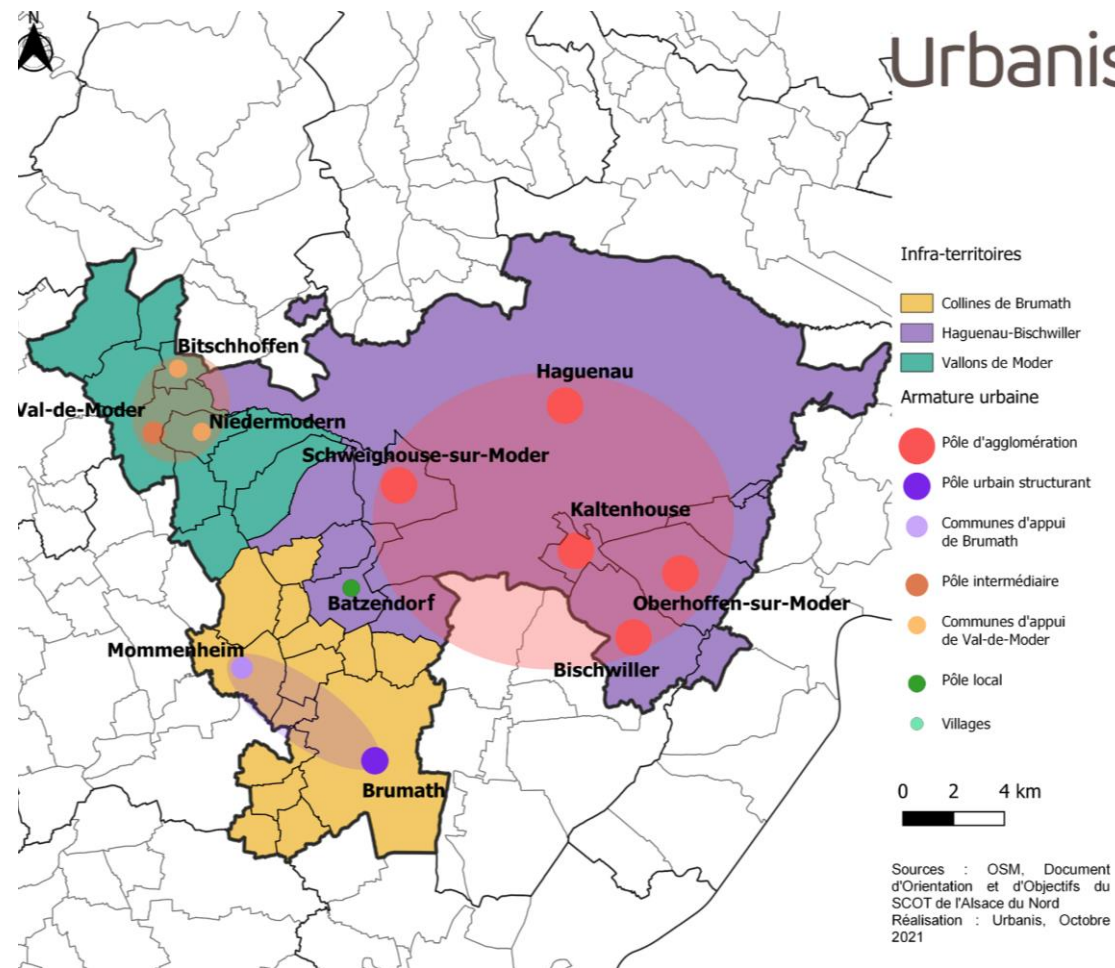 N
Urbanis
Bitschhoffen
Val-de-Moder
Niedermodern
Haguenau
Schweighouse-sur-Moder
Kaltenhouse
Batzendorf
Oberhoffen-sur-Moder
Mommenheim
Bischwiller
Brumath
Infra-territoires
Collines de Brumath
Haguenau-Bischwiller
Vallons de Moder
Armature urbaine
Pôle d'agglomération
Pôle urbain structurant
Communes d'appui
de Brumath
Pôle intermédiaire
Communes d'appui
de Val-de-Moder
Pôle local
Villages
0 2 4 km
Sources : OSM, Document
d'Orientation et d'Objectifs du
SCOT de l'Alsace du Nord
Réalisation : Urbanis, Octobre
2021